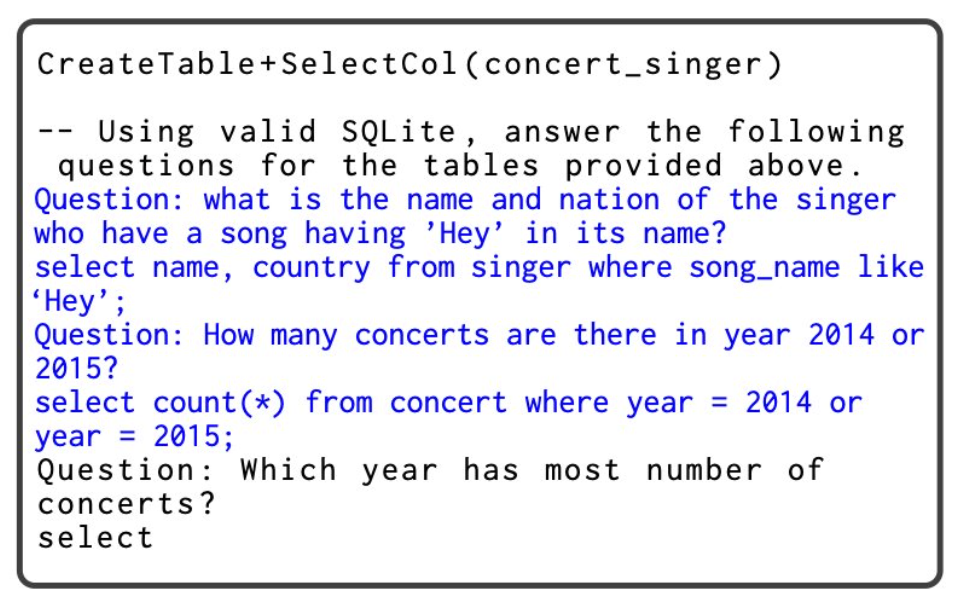 CreateTable+SelectCol(concert_singer)
-- Using valid SQLite, answer the following
questions for the tables provided above.
Question: what is the name and nation of the singer
who have a song having ’Hey’ in its name?
select name, country from singer where song_name like
‘Hey’;
Question: How many concerts are there in year 2014 or
2015?
select count(*) from concert where year = 2014 or
year = 2015;
Question: Which year has most number of
concerts?
select